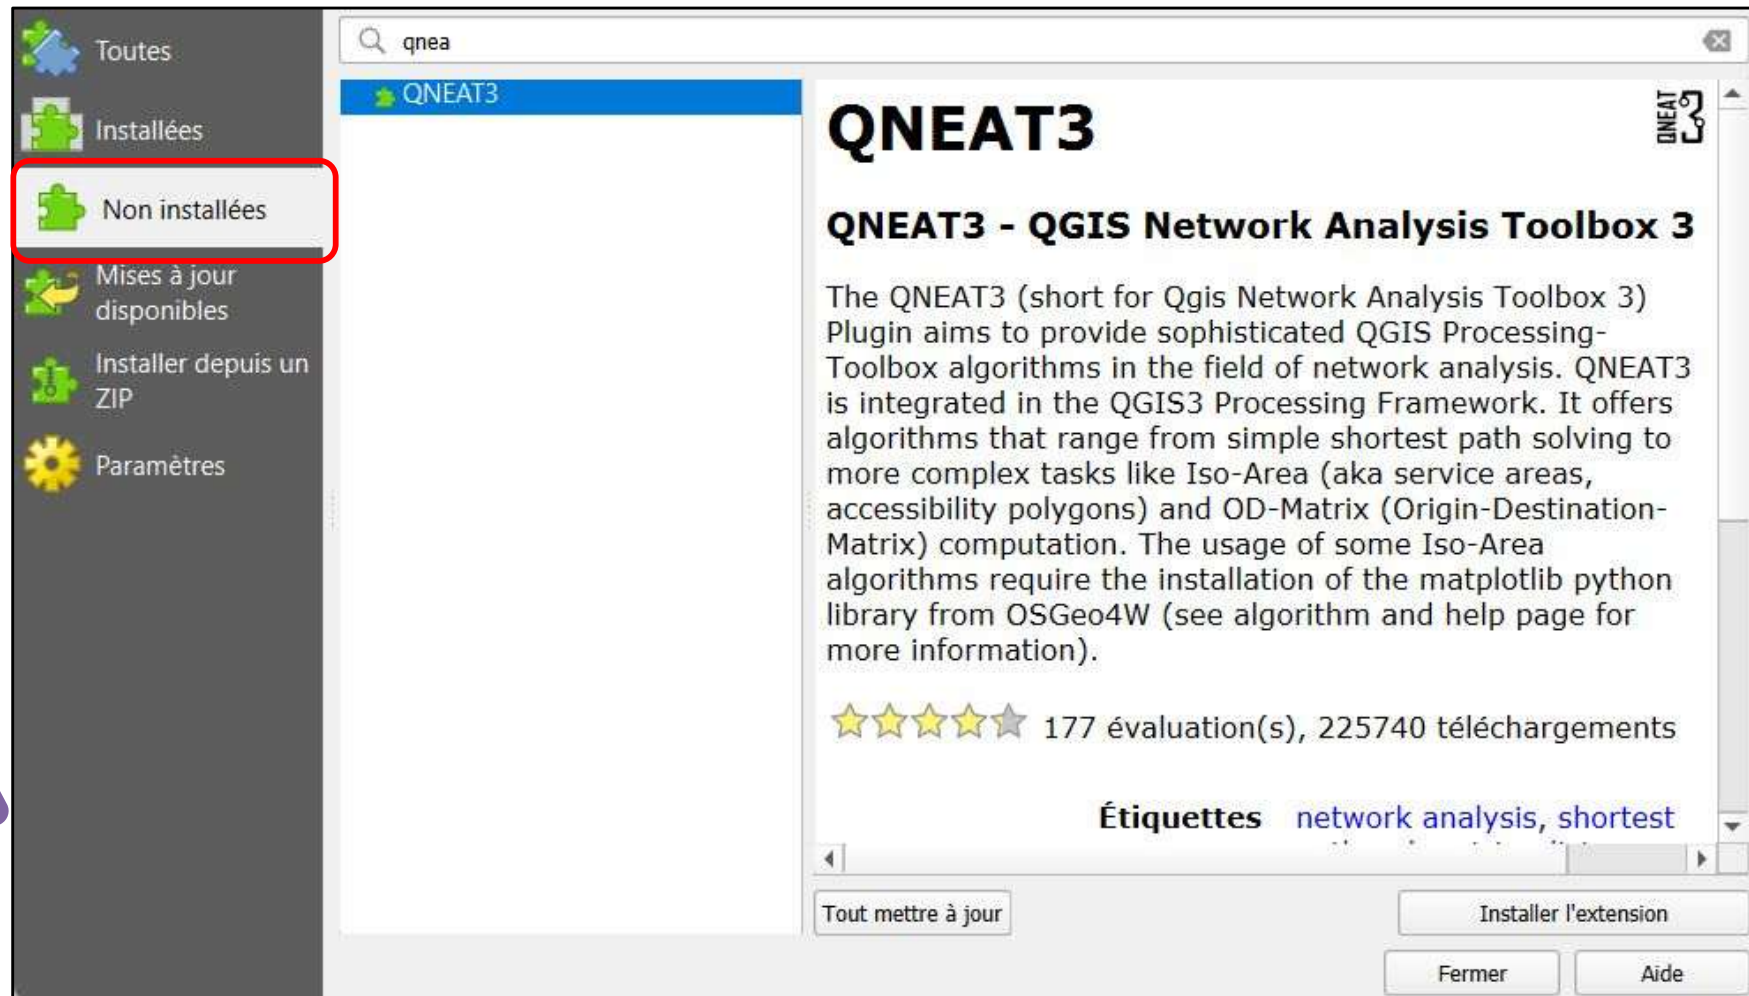 Toutes
Installées
Non installées
Mises à jour
disponibles
Installer depuis un
ZIP
Paramètres
qnea
QNEAT3
QNEAT3
QNEAT
3
QNEAT3 - QGIS Network Analysis Toolbox 3
The QNEAT3 (short for Qgis Network Analysis Toolbox 3)
Plugin aims to provide sophisticated QGIS Processing-
Toolbox algorithms in the field of network analysis. QNEAT3
is integrated in the QGIS3 Processing Framework. It offers
algorithms that range from simple shortest path solving to
more complex tasks like Iso-Area (aka service areas,
accessibility polygons) and OD-Matrix (Origin-Destination-
Matrix) computation. The usage of some Iso-Area
algorithms require the installation of the matplotlib python
library from OSGeo4W (see algorithm and help page for
more information).
177 évaluation(s), 225740 téléchargements
Étiquettes network analysis, shortest
Tout mettre à jour
Installer l'extension
Fermer
Aide